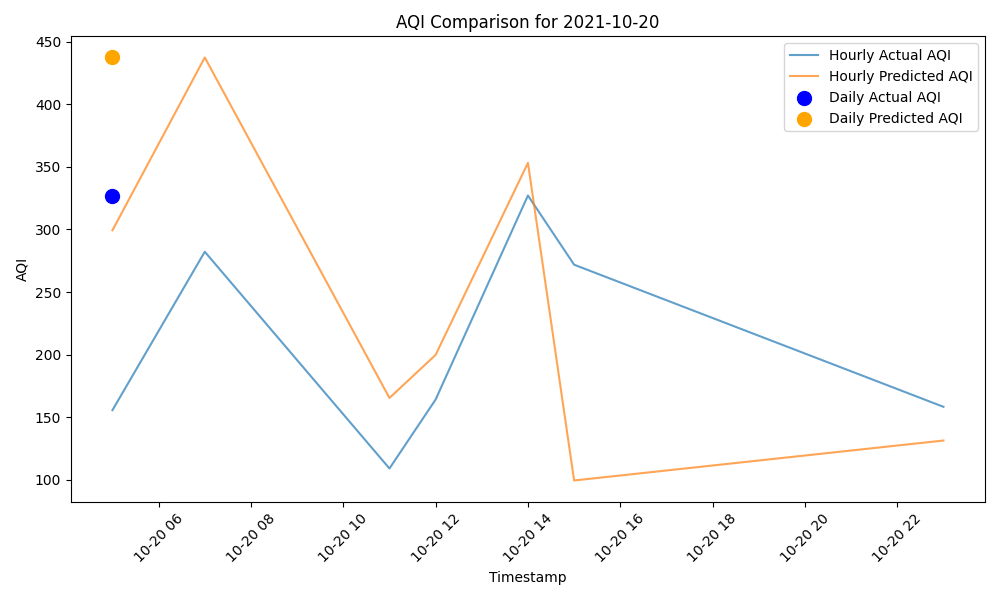 AQI Comparison for 2021-10-20
450
400
350
300
250
200
150
100
AQI
Hourly Actual AQI
Hourly Predicted AQI
Daily Actual AQI
Daily Predicted AQI
10-20 06
10-20 08
10-20 10
10-20 12
10-20 14
10-20 16
10-20 18
10-20 20
10-20 22
Timestamp